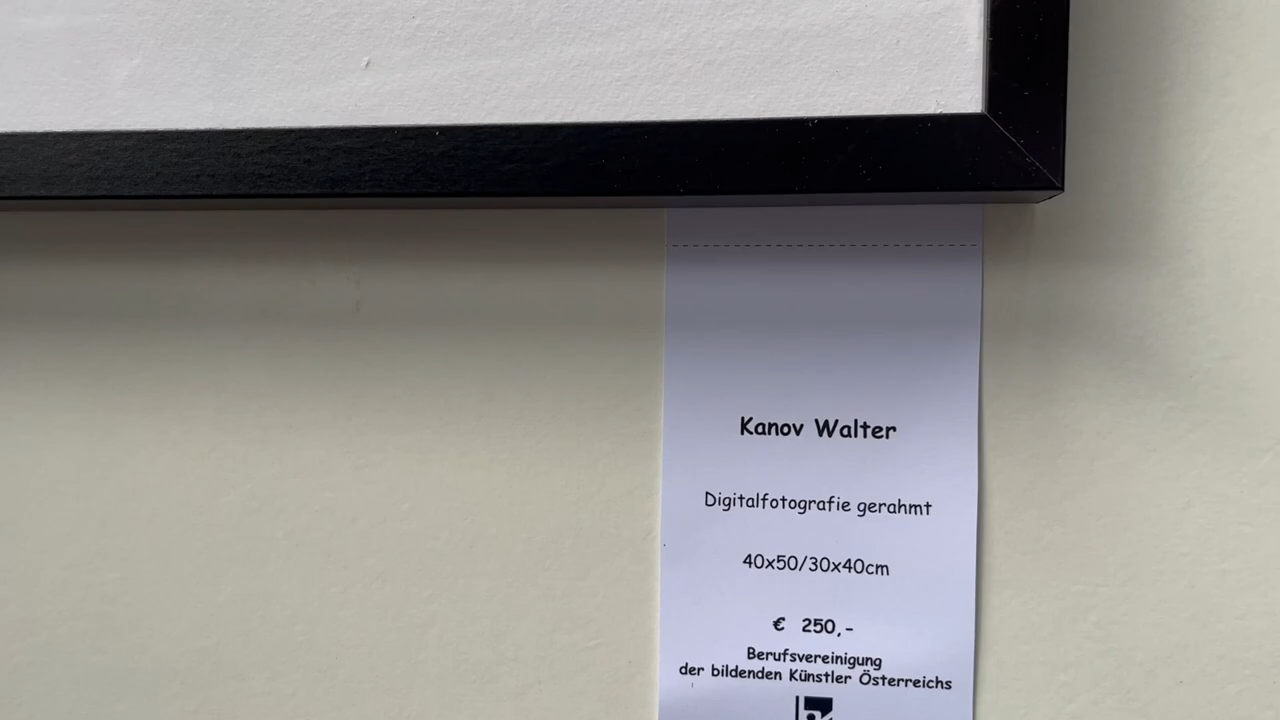 Kanov Walter
Digitalfotografie gerahmt
40x50/30x40cm
€ 250,-
Berufsvereinigung
der bildenden Künstler Österreichs